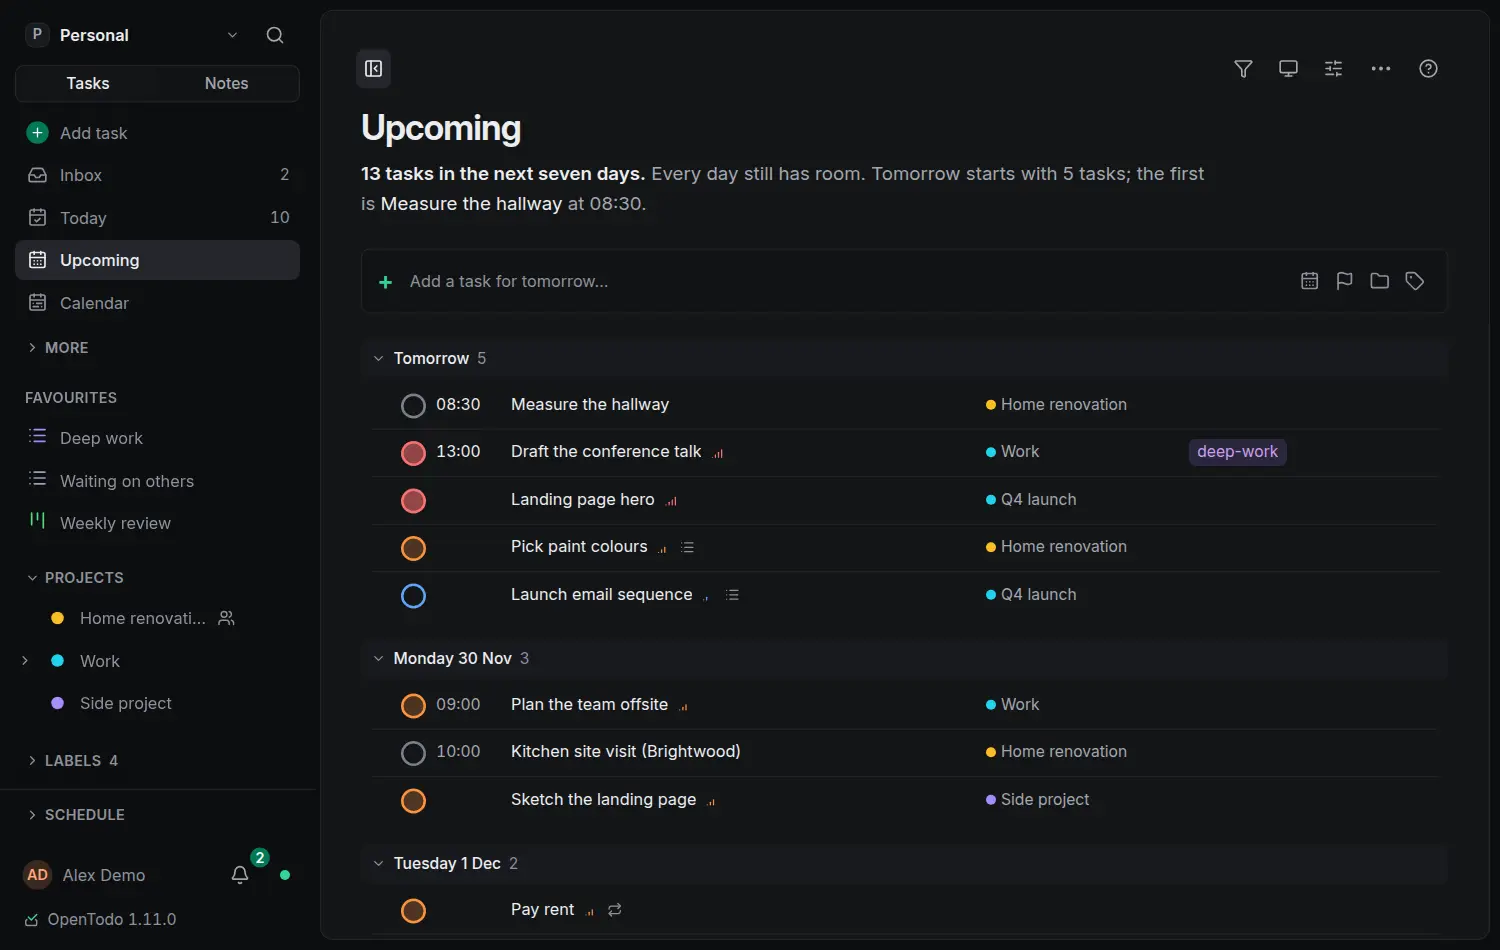 P Personal
Tasks Notes
Add task
Inbox 2
Today 10
Upcoming
Calendar
MORE
FAVOURITES
Deep work
Waiting on others
Weekly review
PROJECTS
Home renovati...
Work
Side project
LABELS 4
SCHEDULE
AD Alex Demo 2
OpenTodo 1.11.0
Upcoming
13 tasks in the next seven days. Every day still has room. Tomorrow starts with 5 tasks; the first
is Measure the hallway at 08:30.
Add a task for tomorrow...
Tomorrow 5
08:30 Measure the hallway Home renovation
13:00 Draft the conference talk Work deep-work
Landing page hero Q4 launch
Pick paint colours Home renovation
Launch email sequence Q4 launch
Monday 30 Nov 3
09:00 Plan the team offsite Work
10:00 Kitchen site visit (Brightwood) Home renovation
Sketch the landing page Side project
Tuesday 1 Dec 2
Pay rent